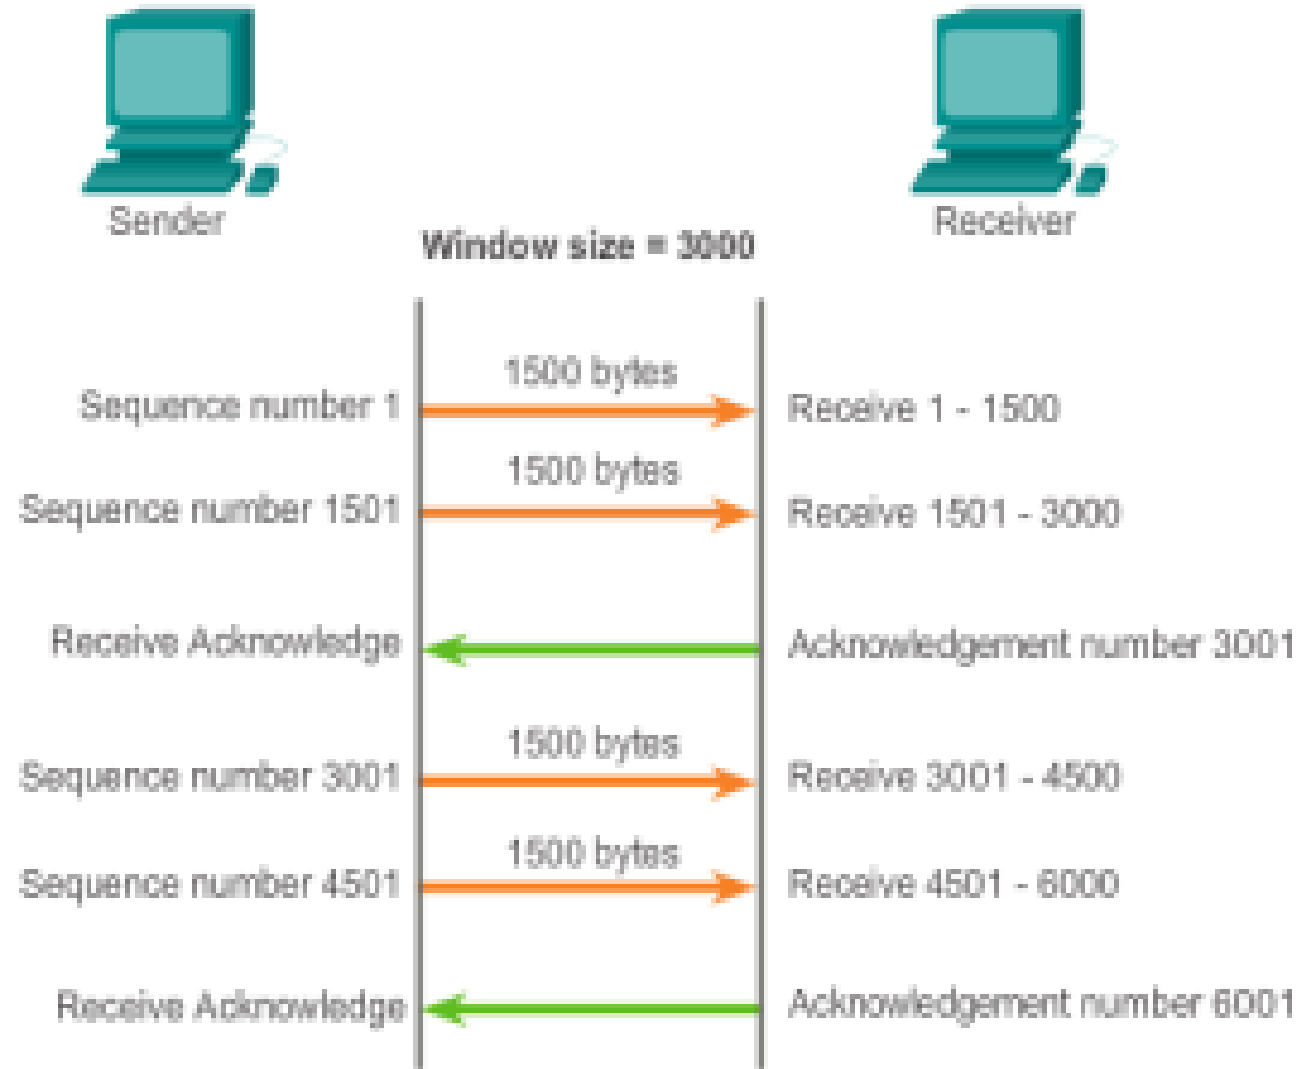 Sender
Receiver
Window size = 3000
1500 bytes
Sequence number 1
Receive 1 - 1500
1500 bytes
Sequence number 1501
Receive 1501 - 3000
Receive Acknowledge
Acknowledgement number 3001
1500 bytes
Sequence number 3001
Receive 3001 - 4500
1500 bytes
Sequence number 4501
Receive 4501 - 6000
Receive Acknowledge
Acknowledgement number 6001